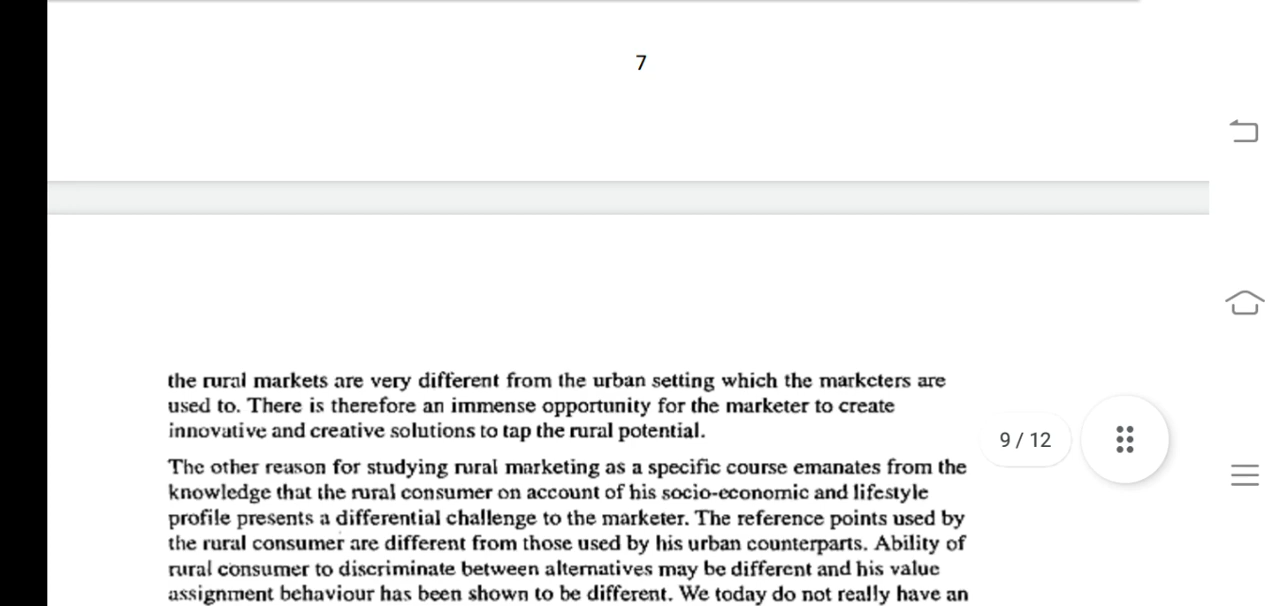 7
the rural markets are very different from the urban setting which the marketers are
used to. There is therefore an immense opportunity for the marketer to create
innovative and creative solutions to tap the rural potential.
9 / 12
The other reason for studying rural marketing as a specific course emanates from the
knowledge that the rural consumer on account of his socio-economic and lifestyle
profile presents a differential challenge to the marketer. The reference points used by
the rural consumer are different from those used by his urban counterparts. Ability of
rural consumer to discriminate between alternatives may be different and his value
assignment behaviour has been shown to be different. We today do not really have an